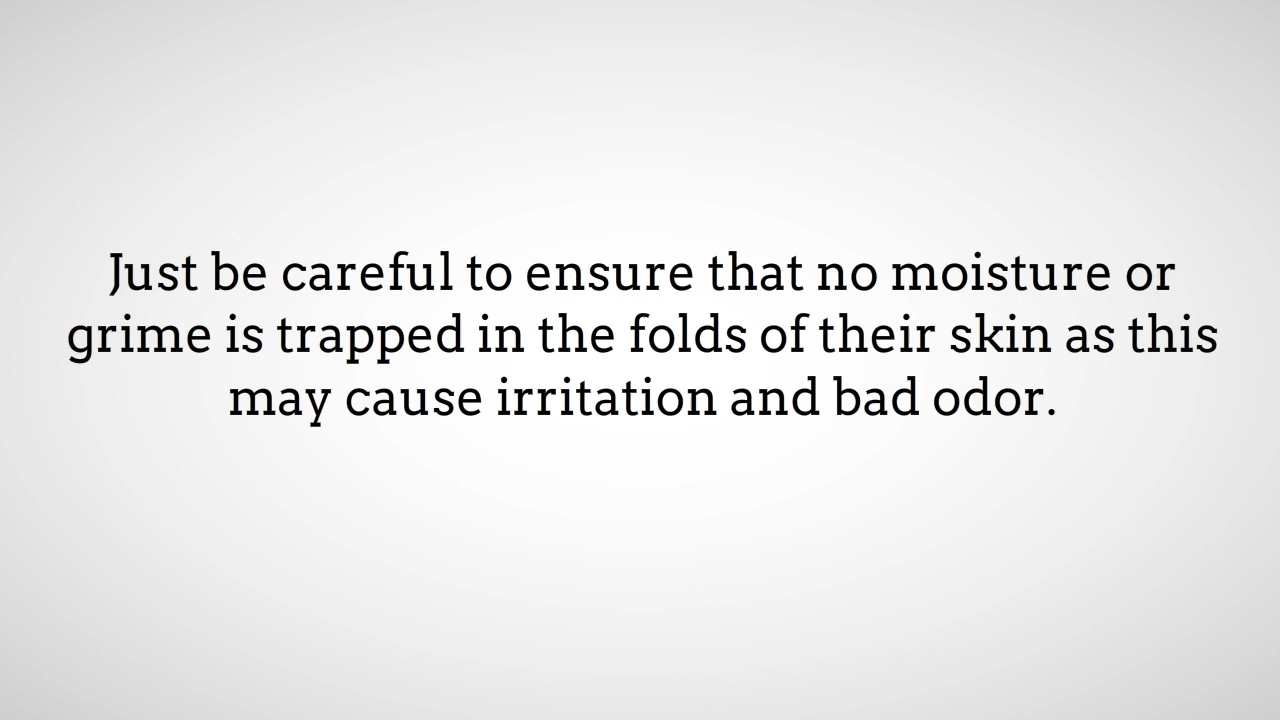 Just be careful to ensure that no moisture or
grime is trapped in the folds of their skin as this
may cause irritation and bad odor.